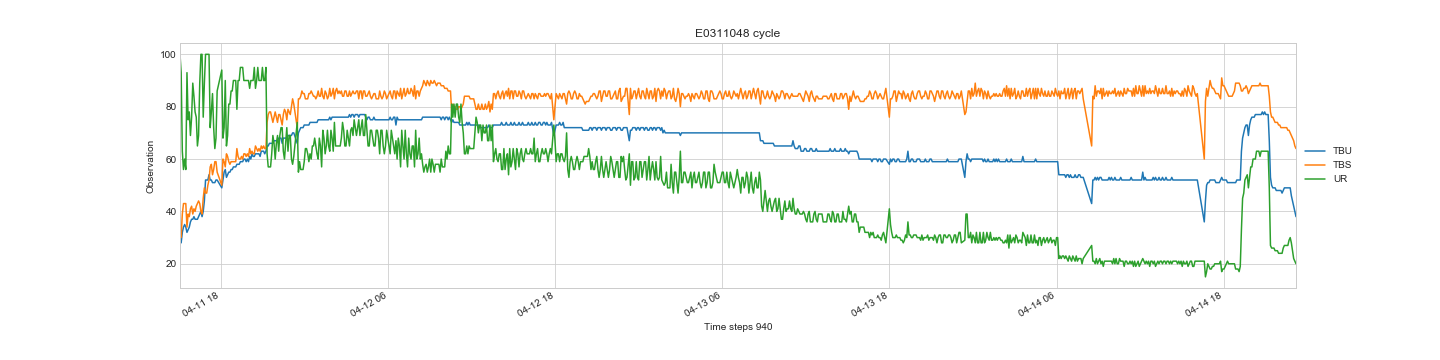 E0311048 cycle
Observation
100
80
60
40
20
04-11 18
04-12 06
04-12 18
04-13 06
04-13 18
04-14 06
04-14 18
Time steps 940
TBU
TBS
UR